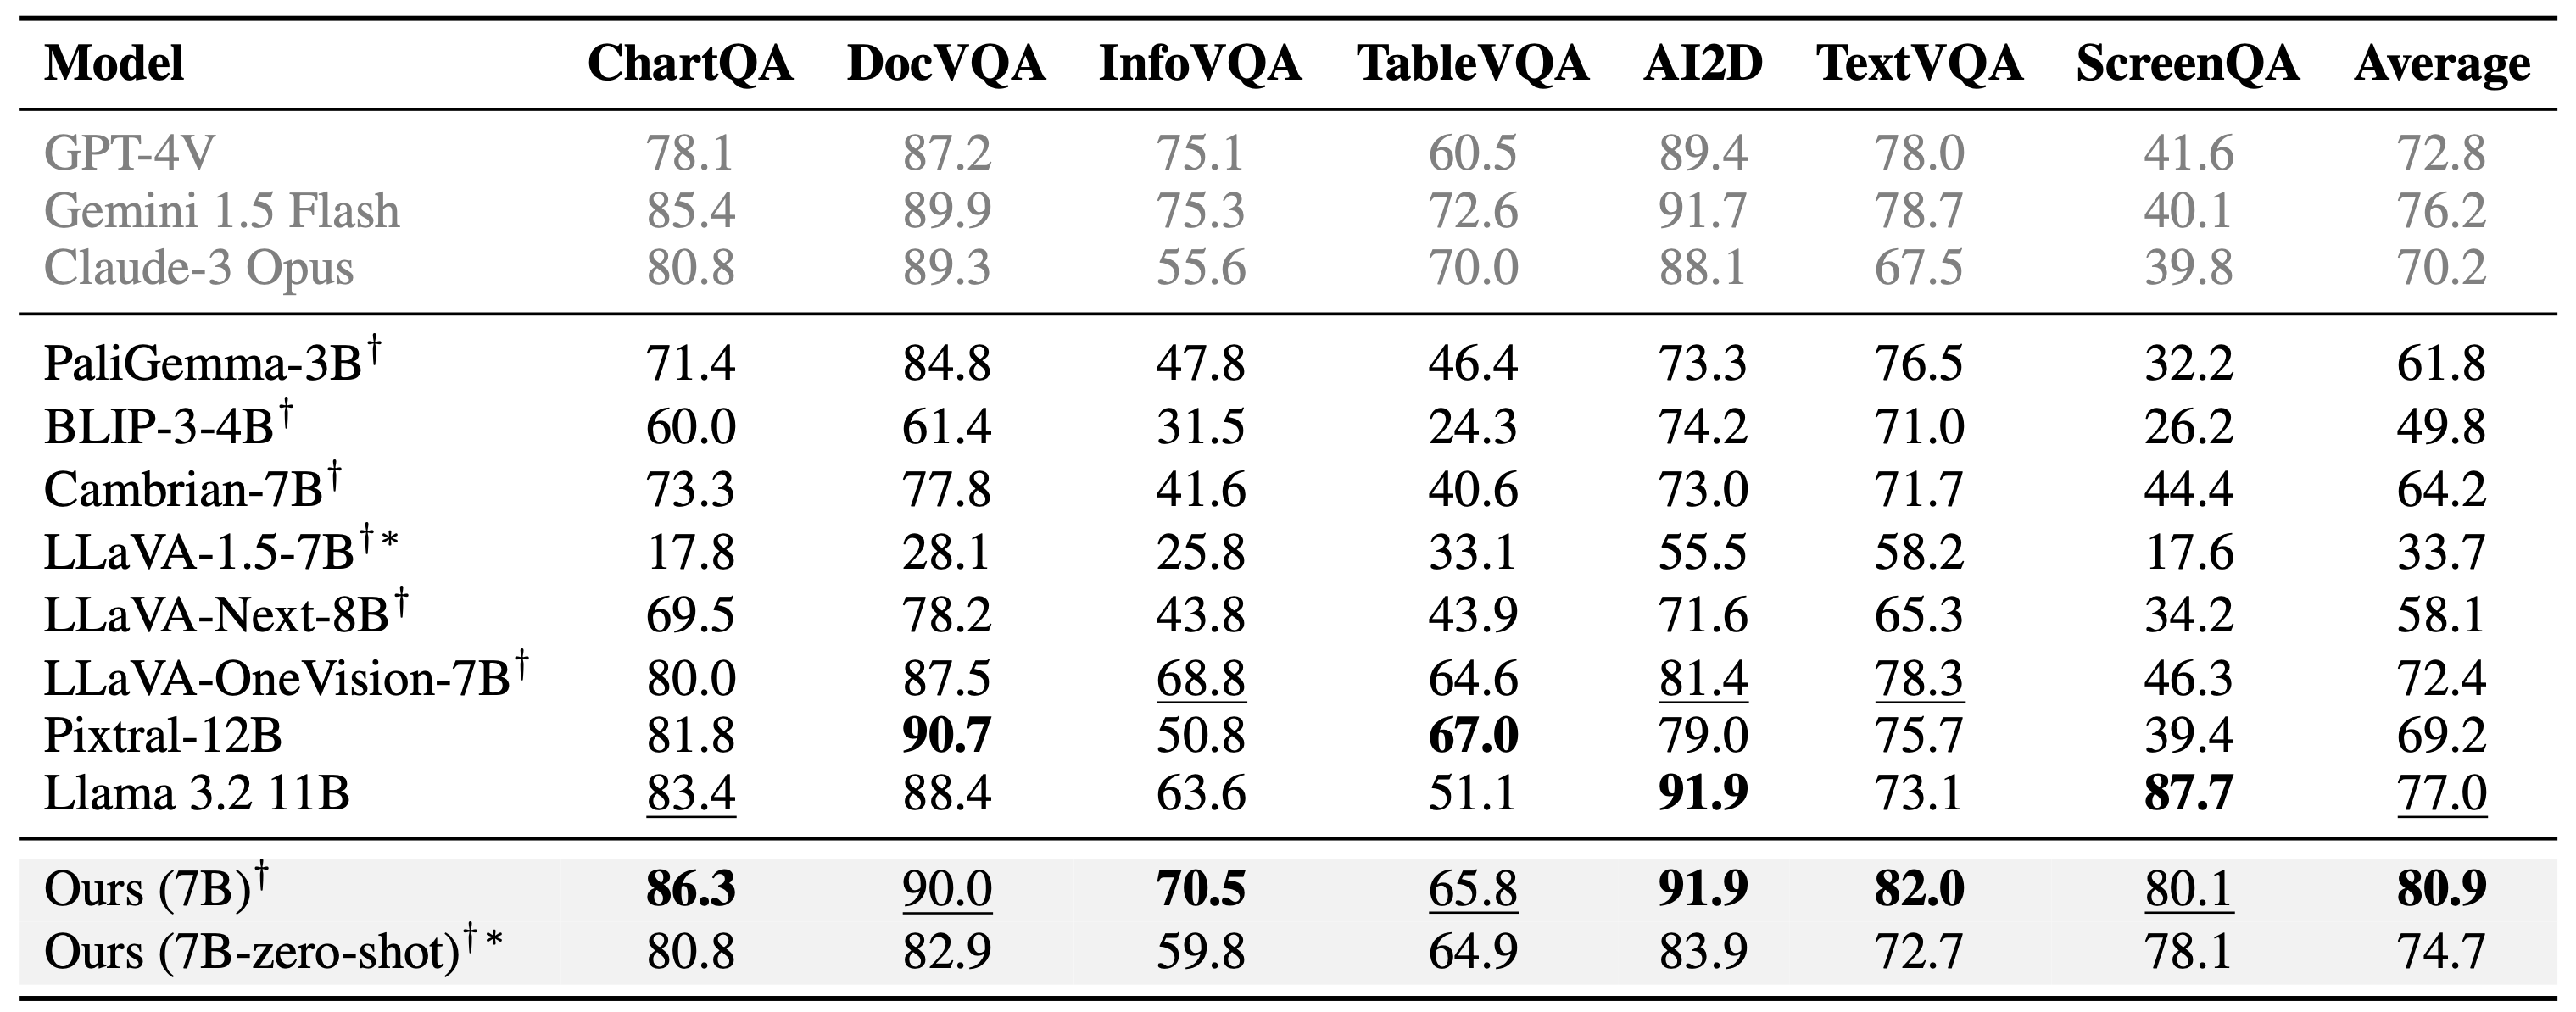 Model ChartQA DocVQA InfoVQA TableVQA AI2D TextVQA ScreenQA Average
GPT-4V 78.1 87.2 75.1 60.5 89.4 78.0 41.6 72.8
Gemini 1.5 Flash 85.4 89.9 75.3 72.6 91.7 78.7 40.1 76.2
Claude-3 Opus 80.8 89.3 55.6 70.0 88.1 67.5 39.8 70.2
PaliGemma-3B† 71.4 84.8 47.8 46.4 73.3 76.5 32.2 61.8
BLIP-3-4B† 60.0 61.4 31.5 24.3 74.2 71.0 26.2 49.8
Cambrian-7B† 73.3 77.8 41.6 40.6 73.0 71.7 44.4 64.2
LLaVA-1.5-7B†* 17.8 28.1 25.8 33.1 55.5 58.2 17.6 33.7
LLaVA-Next-8B† 69.5 78.2 43.8 43.9 71.6 65.3 34.2 58.1
LLaVA-OneVision-7B† 80.0 87.5 68.8 64.6 81.4 78.3 46.3 72.4
Pixtral-12B 81.8 90.7 50.8 67.0 79.0 75.7 39.4 69.2
Llama 3.2 11B 83.4 88.4 63.6 51.1 91.9 73.1 87.7 77.0
Ours (7B)† 86.3 90.0 70.5 65.8 91.9 82.0 80.1 80.9
Ours (7B-zero-shot)†* 80.8 82.9 59.8 64.9 83.9 72.7 78.1 74.7